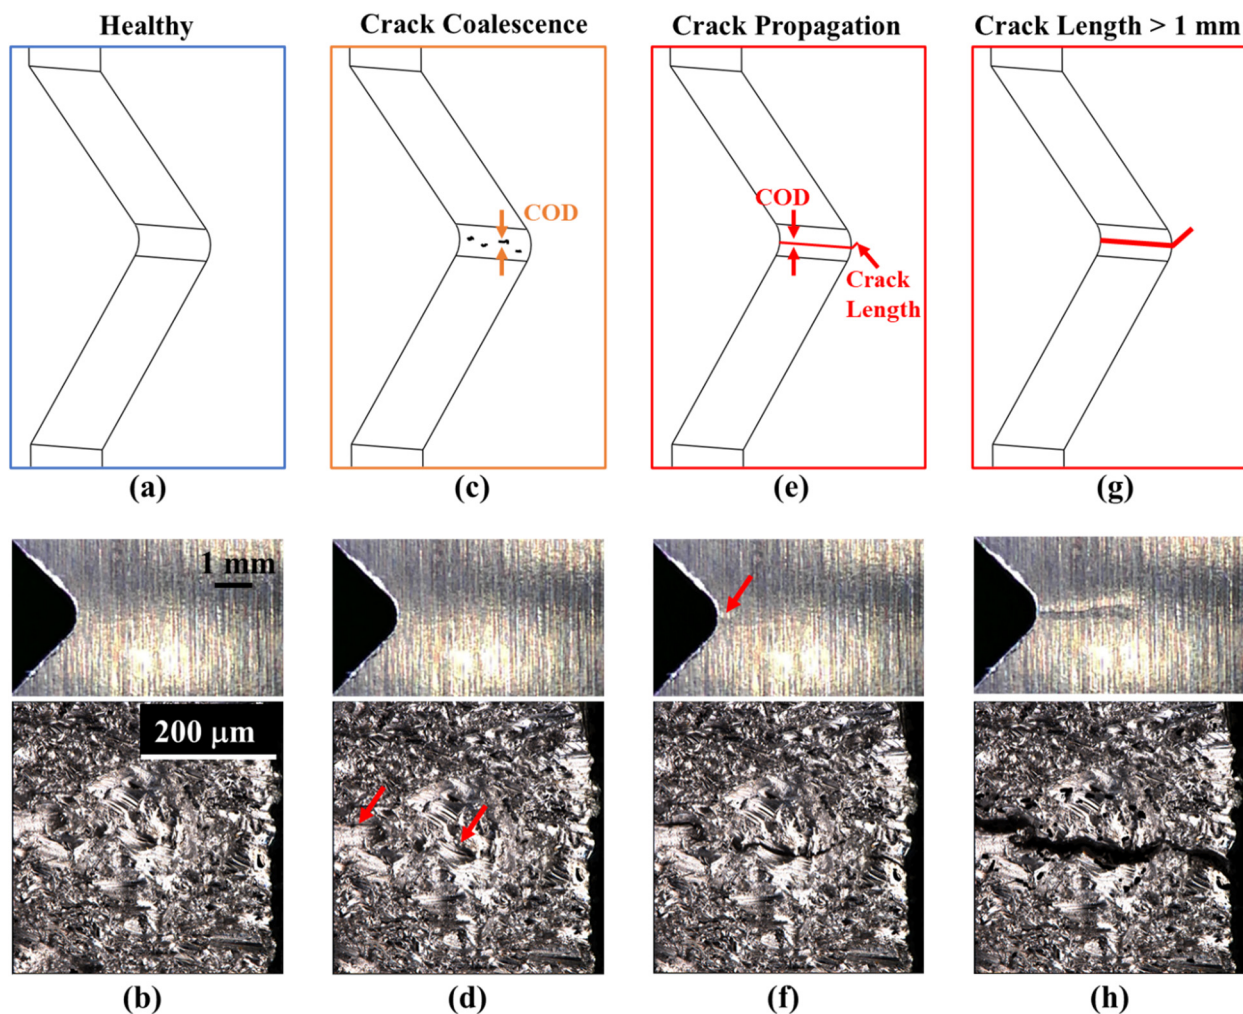 Healthy
Crack Coalescence
Crack Propagation
Crack Length > 1 mm
COD
COD
Crack
Length
(a)
(c)
(e)
(g)
1 mm
200 μm
(b)
(d)
(f)
(h)